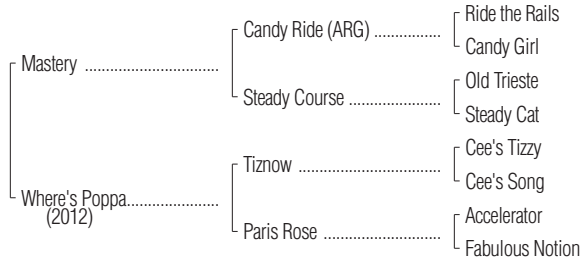 Ride the Rails
Candy Ride (ARG) ................
Candy Girl
Mastery ................................
Old Trieste
Steady Course ......................
Steady Cat
Cee's Tizzy
Tiznow ..................................
Cee's Song
Where's Poppa......................
(2012)
Accelerator
Paris Rose ............................
Fabulous Notion